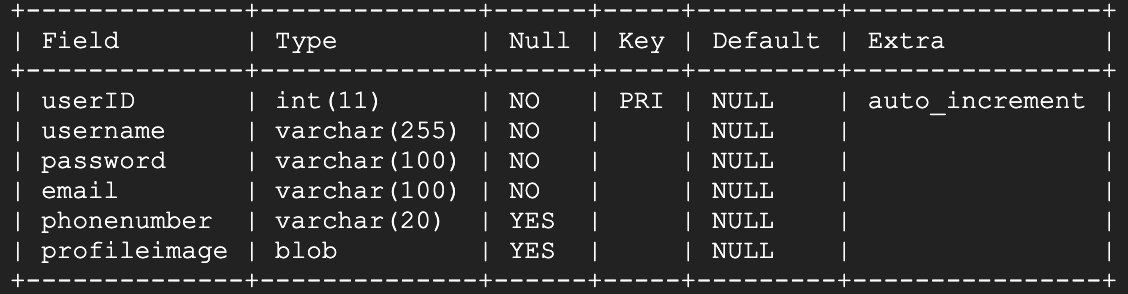 +---------------+--------------+------+-----+---------+----------------+
| Field | Type | Null | Key | Default | Extra |
+---------------+--------------+------+-----+---------+----------------+
| userID | int(11) | NO | PRI | NULL | auto_increment |
| username | varchar(255) | NO | | NULL | |
| password | varchar(100) | NO | | NULL | |
| email | varchar(100) | NO | | NULL | |
| phonenumber | varchar(20) | YES | | NULL | |
| profileimage | blob | YES | | NULL | |
+---------------+--------------+------+-----+---------+----------------+